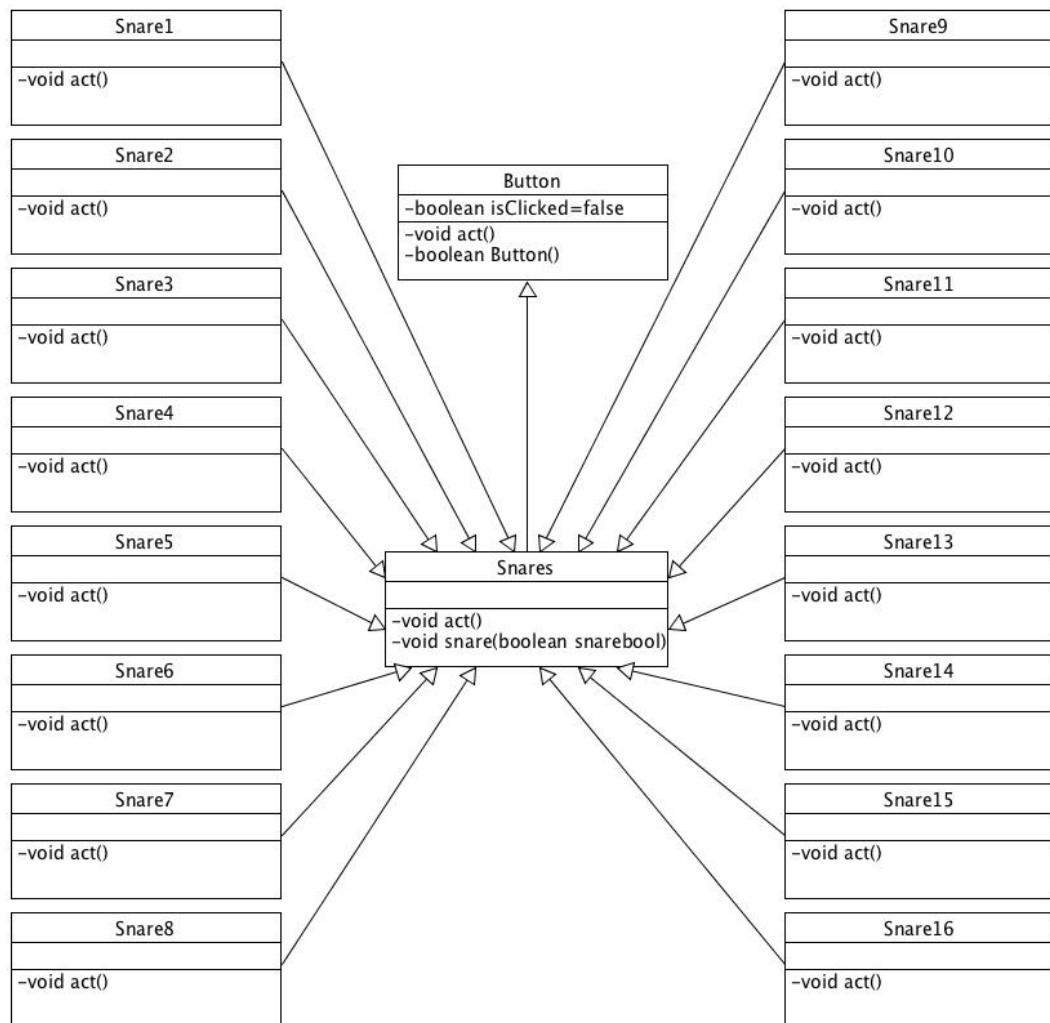 Snare1
-void act()
Snare2
-void act()
Snare3
-void act()
Snare4
-void act()
Snare5
-void act()
Snare6
-void act()
Snare7
-void act()
Snare8
-void act()
Button
-boolean isClicked=false
-void act()
-boolean Button()
Snares
-void act()
-void snare(boolean snarebool)
Snare9
-void act()
Snare10
-void act()
Snare11
-void act()
Snare12
-void act()
Snare13
-void act()
Snare14
-void act()
Snare15
-void act()
Snare16
-void act()